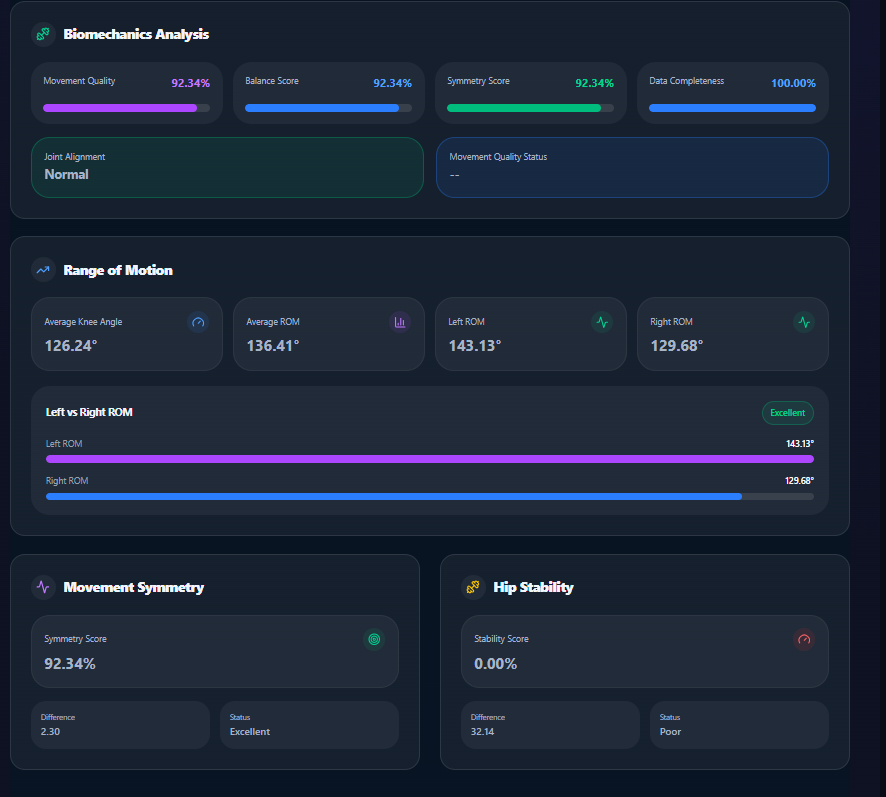 Biomechanics Analysis
Movement Quality 92.34%
Balance Score 92.34%
Symmetry Score 92.34%
Data Completeness 100.00%
Joint Alignment
Normal
Movement Quality Status
--
Range of Motion
Average Knee Angle
126.24°
Average ROM
136.41°
Left ROM
143.13°
Right ROM
129.68°
Left vs Right ROM Excellent
Left ROM 143.13°
Right ROM 129.68°
Movement Symmetry
Symmetry Score
92.34%
Difference
2.30
Status
Excellent
Hip Stability
Stability Score
0.00%
Difference
32.14
Status
Poor